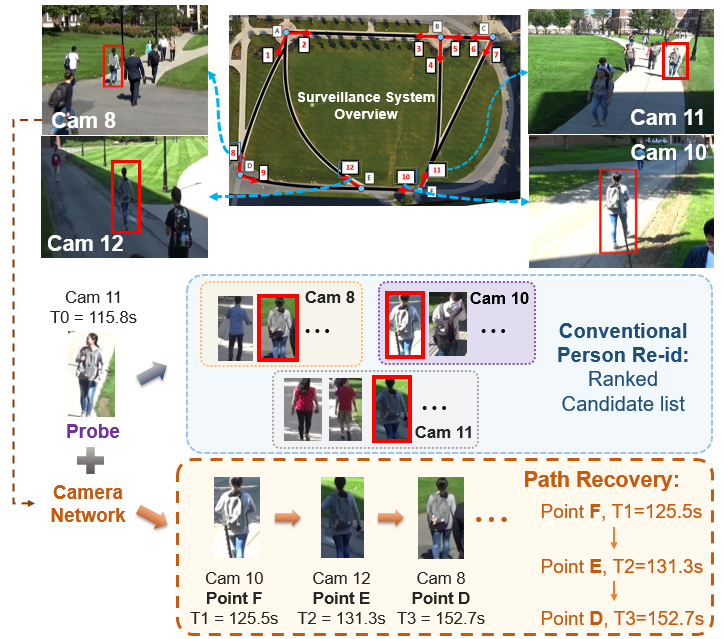 A
B
C
1
2
3
5
6
4
7
Surveillance System
Overview
8
D
9
12
E
10
11
F
Cam 8
Cam 11
Cam 12
Cam 10
Cam 11
T0 = 115.8s
Probe
Camera
Network
Cam 8
...
Cam 10
...
...
Cam 11
Conventional
Person Re-id:
Ranked
Candidate list
Path Recovery:
...
Cam 10
Point F
T1 = 125.5s
Cam 12
Point E
T2 = 131.3s
Cam 8
Point D
T3 = 152.7s
Point F, T1=125.5s
Point E, T2=131.3s
Point D, T3=152.7s